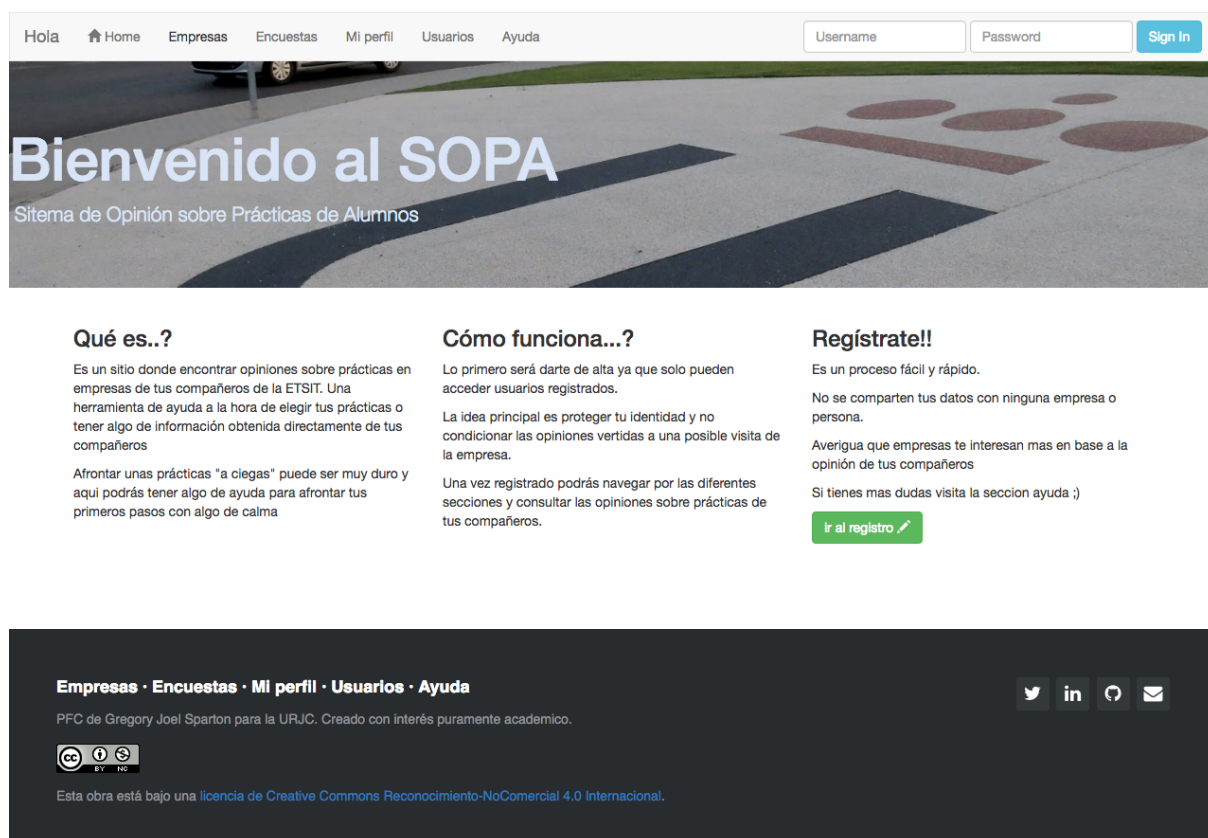 Hola Home Empresas Encuestas Mi perfil Usuarios Ayuda Username Password Sign In
Bienvenido al SOPA
Sitema de Opinión sobre Prácticas de Alumnos
Qué es..?
Es un sitio donde encontrar opiniones sobre prácticas en
empresas de tus compañeros de la ETSIT. Una
herramienta de ayuda a la hora de elegir tus prácticas o
tener algo de información obtenida directamente de tus
compañeros
Afrontar unas prácticas "a ciegas" puede ser muy duro y
aqui podrás tener algo de ayuda para afrontar tus
primeros pasos con algo de calma
Cómo funciona...?
Lo primero será darte de alta ya que solo pueden
acceder usuarios registrados.
La idea principal es proteger tu identidad y no
condicionar las opiniones vertidas a una posible visita de
la empresa.
Una vez registrado podrás navegar por las diferentes
secciones y consultar las opiniones sobre prácticas de
tus compañeros.
Regístrate!!
Es un proceso fácil y rápido.
No se comparten tus datos con ninguna empresa o
persona.
Averigua que empresas te interesan mas en base a la
opinión de tus compañeros
Si tienes mas dudas visita la seccion ayuda ;)
Ir al registro
Empresas · Encuestas · Mi perfil · Usuarios · Ayuda
PFC de Gregory Joel Sparton para la URJC. Creado con interés puramente academico.
cc BY NC
Esta obra está bajo una licencia de Creative Commons Reconocimiento-NoComercial 4.0 Internacional.
in